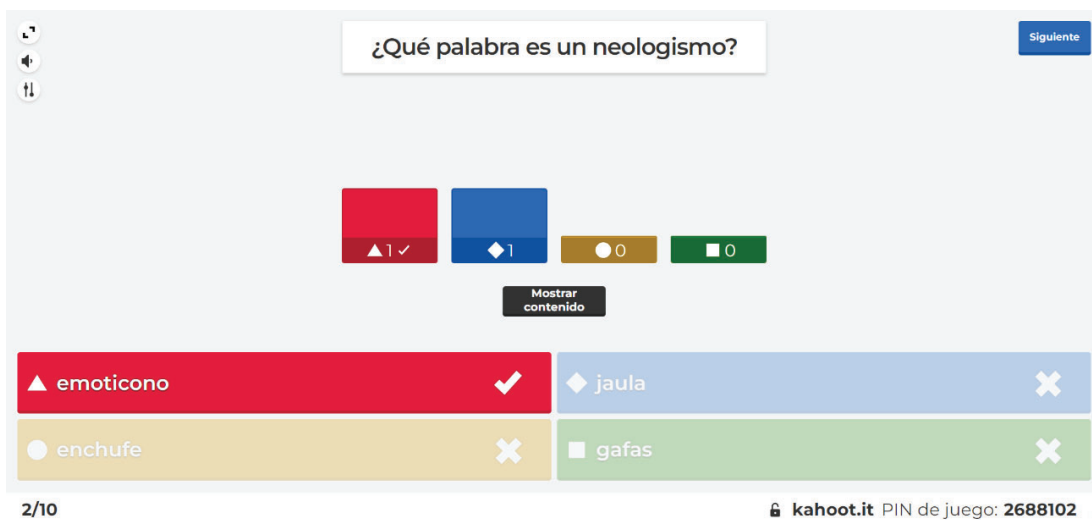 ¿Qué palabra es un neologismo?
Siguiente
1
1
0
0
Mostrar
contenido
emoticono
jaula
enchufe
gafas
2/10
kahoot.it PIN de juego: 2688102